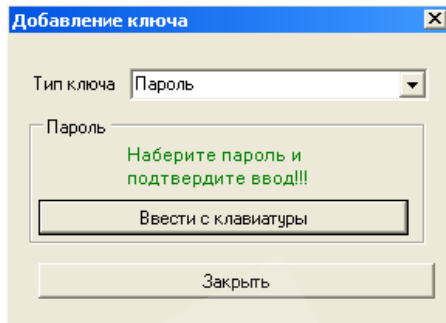 Добавление ключа
Тип ключа Пароль
Пароль
Наберите пароль и
подтвердите ввод!!!
Ввести с клавиатуры
Закрыть